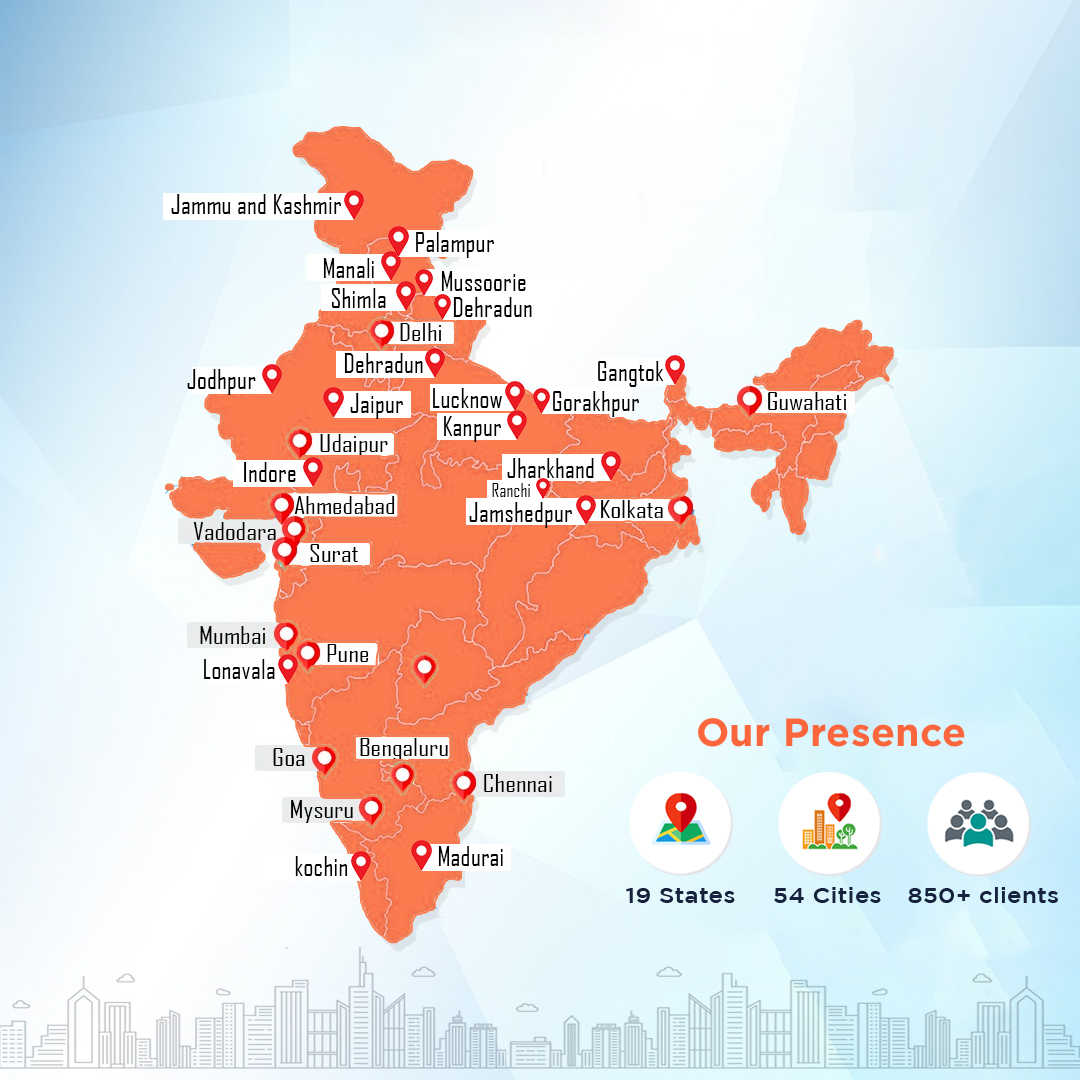 Jammu and Kashmir
Palampur
Manali
Mussoorie
Shimla
Dehradun
Delhi
Dehradun
Gangtok
Jodhpur
Lucknow
Gorakhpur
Guwahati
Jaipur
Kanpur
Udaipur
Indore
Jharkhand
Ranchi
Ahmedabad
Jamshedpur
Kolkata
Vadodara
Surat
Mumbai
Pune
Lonavala
Our Presence
Bengaluru
Goa
Chennai
Mysuru
Madurai
kochin
19 States
54 Cities
850+ clients